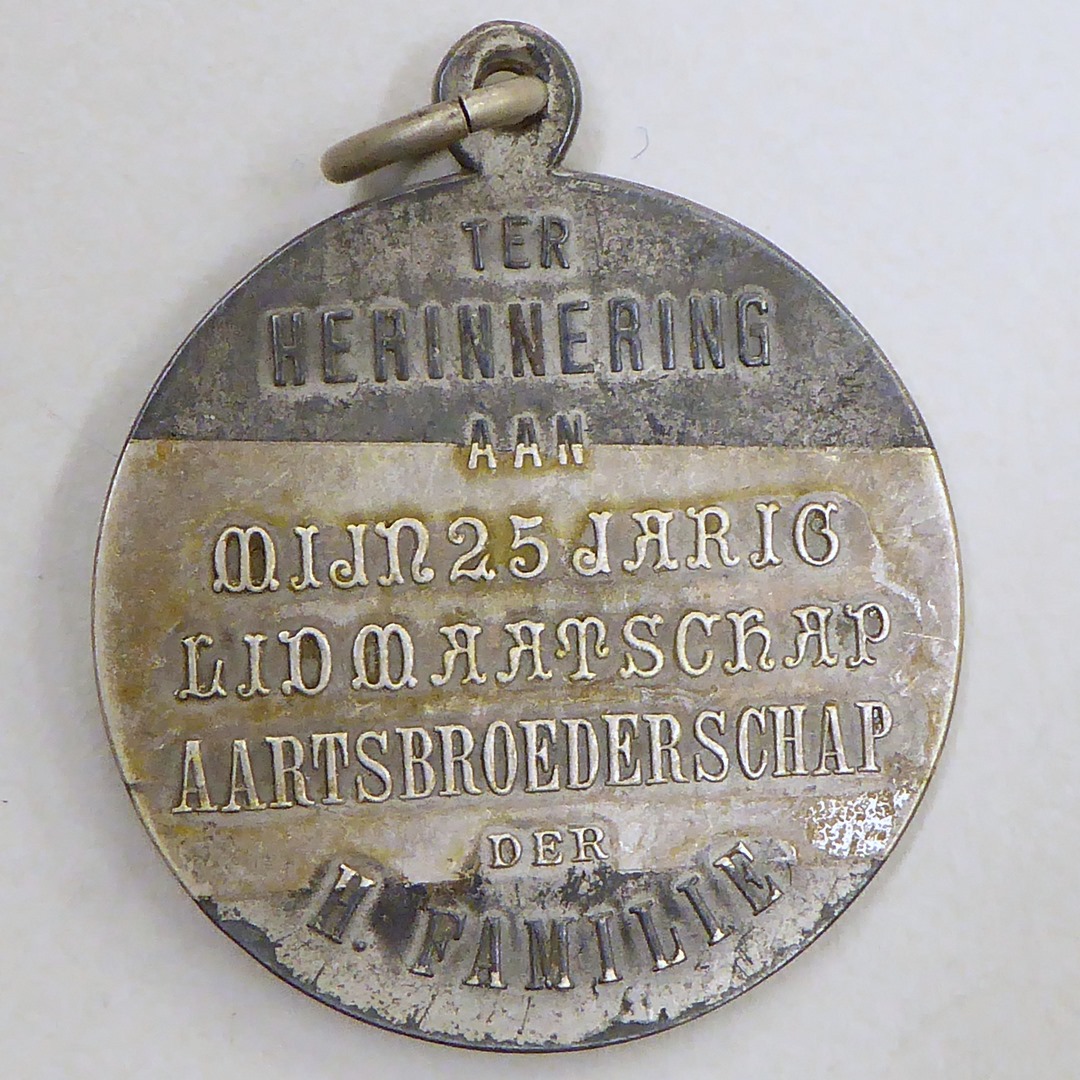 TER
HERINNERING
AAN
MIJN 25 JARIG
LIDMAATSCHAP
AARTSBROEDERSCHAP
DER
H. FAMILIE